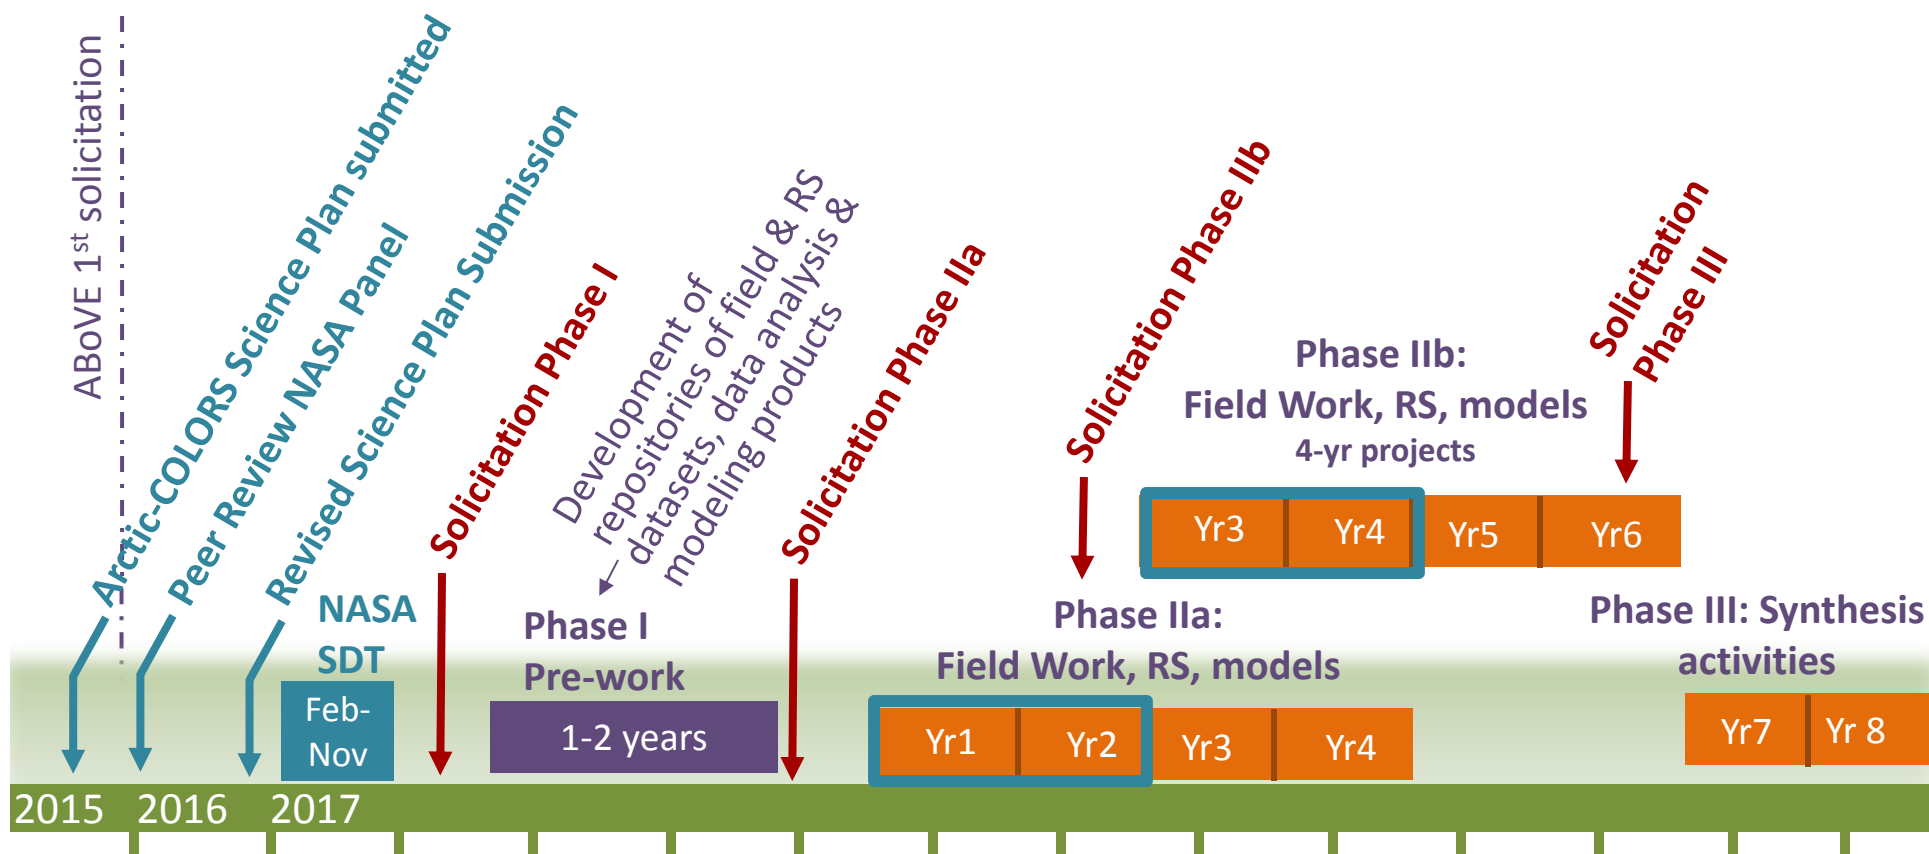 ABoVE 1st solicitation
Arctic-COLORS Science Plan submitted
Peer Review NASA Panel
Revised Science Plan Submission
NASA
SDT
Feb-
Nov
Solicitation Phase I
Development of
repositories of field & RS
datasets, data analysis &
modeling products
Phase I
Pre-work
1-2 years
Solicitation Phase IIa
Phase IIa:
Field Work, RS, models
Yr1 Yr2 Yr3 Yr4
Solicitation Phase IIb
Phase IIb:
Field Work, RS, models
4-yr projects
Yr3 Yr4 Yr5 Yr6
Solicitation
Phase III
Phase III: Synthesis
activities
Yr7 Yr 8
2015 2016 2017